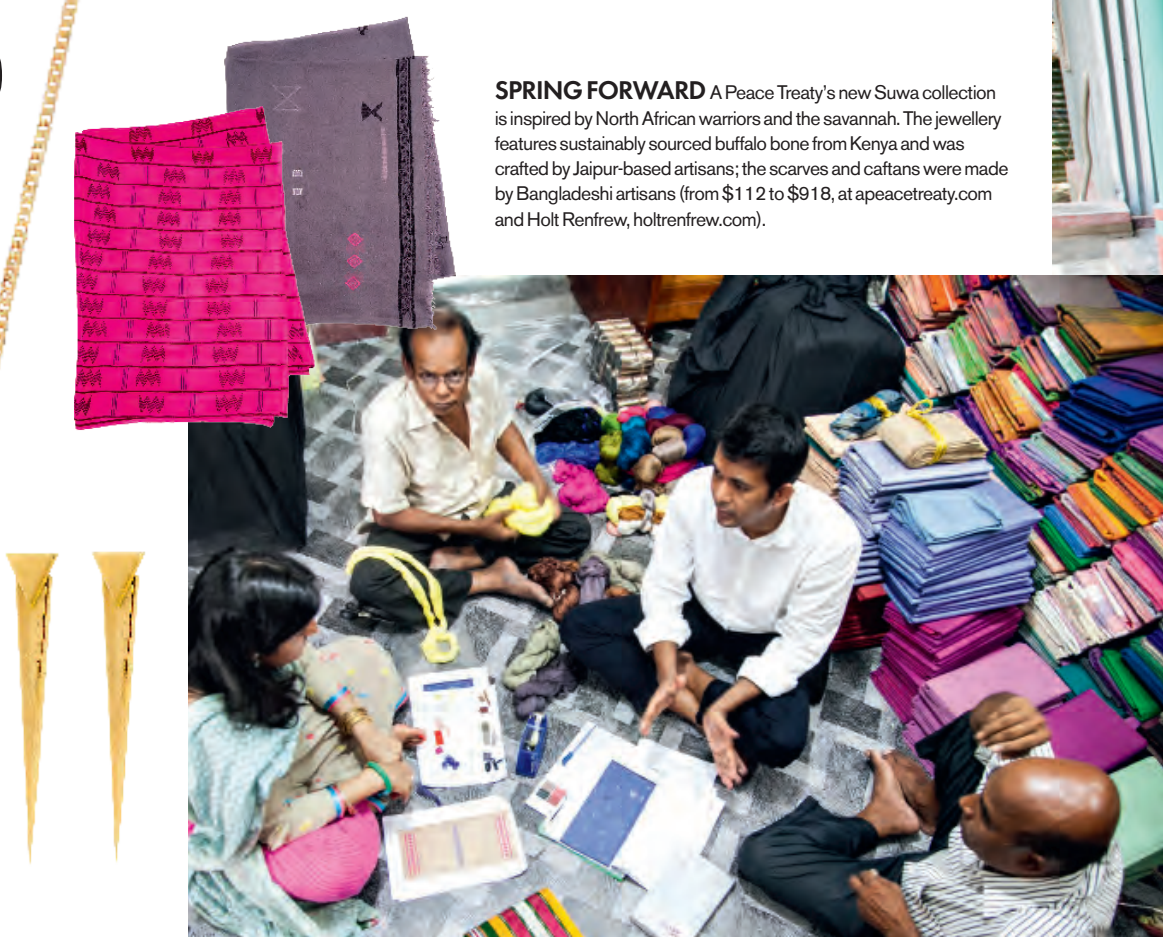 SPRING FORWARD A Peace Treaty's new Suwa collection
is inspired by North African warriors and the savannah. The jewellery
features sustainably sourced buffalo bone from Kenya and was
crafted by Jaipur-based artisans; the scarves and caftans were made
by Bangladeshi artisans (from $112 to $918, at apeacetreaty.com
and Holt Renfrew, holtrenfrew.com).